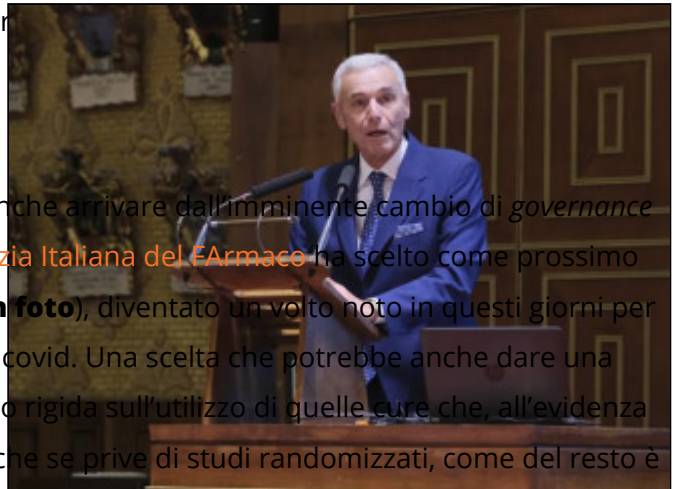 r
nche arrivare dall'imminente cambio di governance
zia Italiana del FArmaco ha scelto come prossimo
n foto), diventato un volto noto in questi giorni per
covid. Una scelta che potrebbe anche dare una
o rigida sull'utilizzo di quelle cure che, all'evidenza
che se prive di studi randomizzati, come del resto è